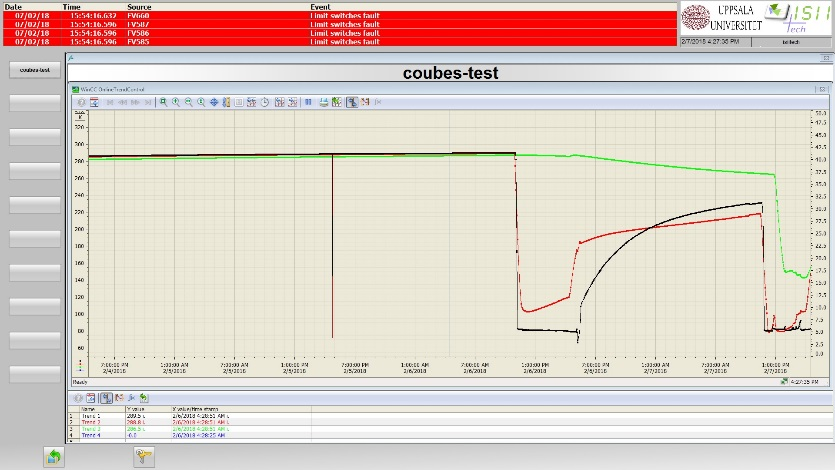 Date Time Source Event
07/02/18 15:54:16.632 FV660 Limit switches fault
07/02/18 15:54:16.596 FV587 Limit switches fault
07/02/18 15:54:16.596 FV586 Limit switches fault
07/02/18 15:54:16.596 FV585 Limit switches fault
UPPSALA
UNIVERSITET
Tech
2/7/2018 4:27:35 PM
coubes-test
coubes-test
WinCC OnlineTrendControl
K
320
300
280
260
240
220
200
180
160
140
120
100
80
60
50.0
47.5
45.0
42.5
40.0
37.5
35.0
32.5
30.0
27.5
25.0
22.5
20.0
17.5
15.0
12.5
10.0
7.5
5.0
2.5
0.0
7:00:00 PM 1:00:00 AM 7:00:00 AM 1:00:00 PM 7:00:00 PM 1:00:00 AM 7:00:00 AM 1:00:00 PM 7:00:00 PM 1:00:00 AM 7:00:00 AM 1:00:00 PM
2/4/2018 2/5/2018 2/5/2018 2/5/2018 2/5/2018 2/6/2018 2/6/2018 2/6/2018 2/6/2018 2/7/2018 2/7/2018 2/7/2018
Ready
4:27:35 PM
Name Y value X value/time stamp
1 Trend 1 289.5 i. 2/6/2018 4:28:51 AM i.
2 Trend 2 288.8 i. 2/6/2018 4:28:51 AM i.
3 Trend 3 2/6/2018 4:28:51 AM i.
4 Trend 4 -6.0 2/6/2018 4:28:25 AM